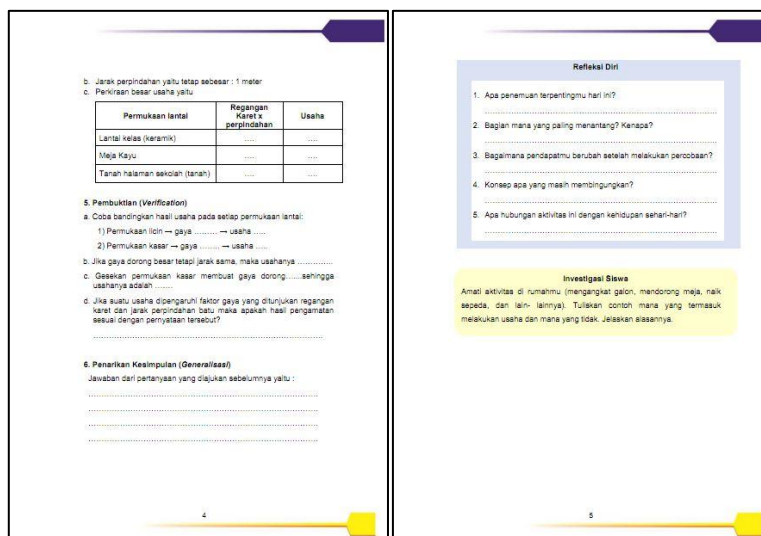 b. Jarak perpindahan yaitu tetap sebesar : 1 meter
c. Perkiraan besar usaha yaitu
Permukaan lantai
Regangan
Karet x
perpindahan
Usaha
Lantai kelas (keramik) .... ....
Meja Kayu .... ....
Tanah halaman sekolah (tanah) .... ....
5. Pembuktian (Verification)
a. Coba bandingkan hasil usaha pada setiap permukaan lantai:
1) Permukaan licin → gaya ......... → usaha .....
2) Permukaan kasar → gaya ........ → usaha .....
b. Jika gaya dorong besar tetapi jarak sama, maka usahanya .............
c. Gesekan permukaan kasar membuat gaya dorong......sehingga
usahanya adalah .......
d. Jika suatu usaha dipengaruhi faktor gaya yang ditunjukan regangan
karet dan jarak perpindahan batu maka apakah hasil pengamatan
sesuai dengan pernyataan tersebut?
6. Penarikan Kesimpulan (Generalisasi)
Jawaban dari pertanyaan yang diajukan sebelumnya yaitu :
4
Refleksi Diri
1. Apa penemuan terpentingmu hari ini?
2. Bagian mana yang paling menantang? Kenapa?
3. Bagaimana pendapatmu berubah setelah melakukan percobaan?
4. Konsep apa yang masih membingungkan?
5. Apa hubungan aktivitas ini dengan kehidupan sehari-hari?
Investigasi Siswa
Amati aktivitas di rumahmu (mengangkat galon, mendorong meja, naik
sepeda, dan lain- lainnya). Tuliskan contoh mana yang termasuk
melakukan usaha dan mana yang tidak. Jelaskan alasannya.
5